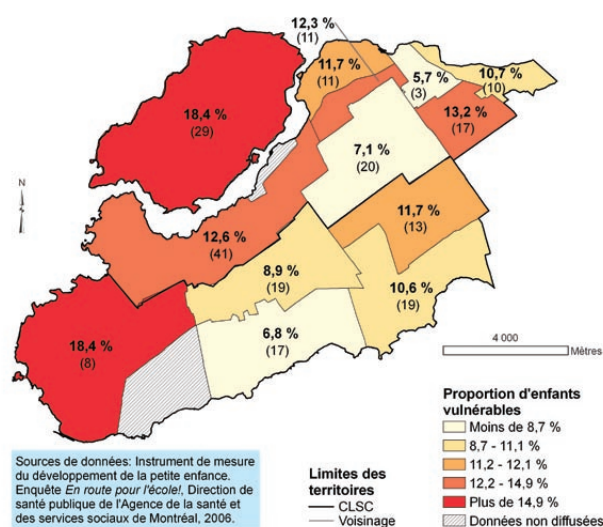 12,3 %
(11)
11,7 %
(11)
5,7 %
(3)
10,7 %
(10)
18,4 %
(29)
13,2 %
(17)
7,1 %
(20)
N
12,6 %
(41)
11,7 %
(13)
8,9 %
(19)
10,6 %
(19)
18,4 %
(8)
6,8 %
(17)
4 000
Mètres
Proportion d'enfants
vulnérables
Moins de 8,7 %
8,7 - 11,1 %
11,2 - 12,1 %
12,2 - 14,9 %
Plus de 14,9 %
Données non diffusées
Limites des
territoires
CLSC
Voisinage
Sources de données: Instrument de mesure
du développement de la petite enfance.
Enquête En route pour l'école!, Direction de
santé publique de l'Agence de la santé et
des services sociaux de Montréal, 2006.